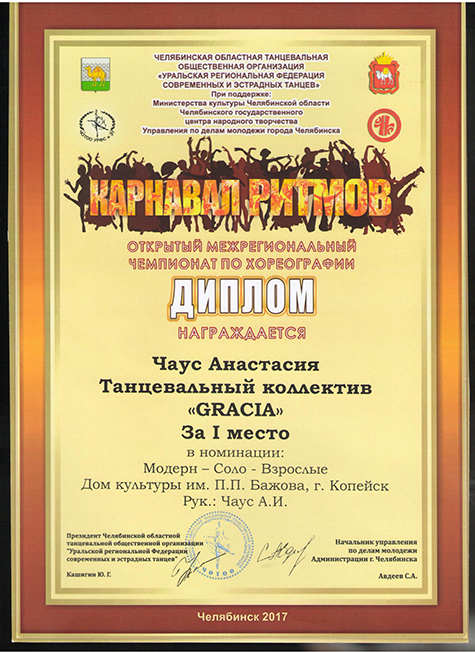 ЧЕЛЯБИНСКАЯ ОБЛАСТНАЯ ТАНЦЕВАЛЬНАЯ
ОБЩЕСТВЕННАЯ ОРГАНИЗАЦИЯ
«УРАЛЬСКАЯ РЕГИОНАЛЬНАЯ ФЕДЕРАЦИЯ
СОВРЕМЕННЫХ И ЭСТРАДНЫХ ТАНЦЕВ»
При поддержке:
Министерства культуры Челябинской области
Челябинского государственного
центра народного творчества
Управления по делам молодежи города Челябинска
КАРНАВАЛ РИТМОВ
ОТКРЫТЫЙ МЕЖРЕГИОНАЛЬНЫЙ
ЧЕМПИОНАТ ПО ХОРЕОГРАФИИ
ДИПЛОМ
НАГРАЖДАЕТСЯ
Чаус Анастасия
Танцевальный коллектив
«GRACIA»
За I место
в номинации:
Модерн – Соло - Взрослые
Дом культуры им. П.П. Бажова, г. Копейск
Рук.: Чаус А.И.
Президент Челябинской областной
танцевальной общественной организации
"Уральской региональной Федерации
современных и эстрадных танцев"
Кашигин Ю. Г.
Начальник управления
по делам молодежи
Администрации г. Челябинска
Авдеев С.А.
ЧОТОО
Челябинск 2017